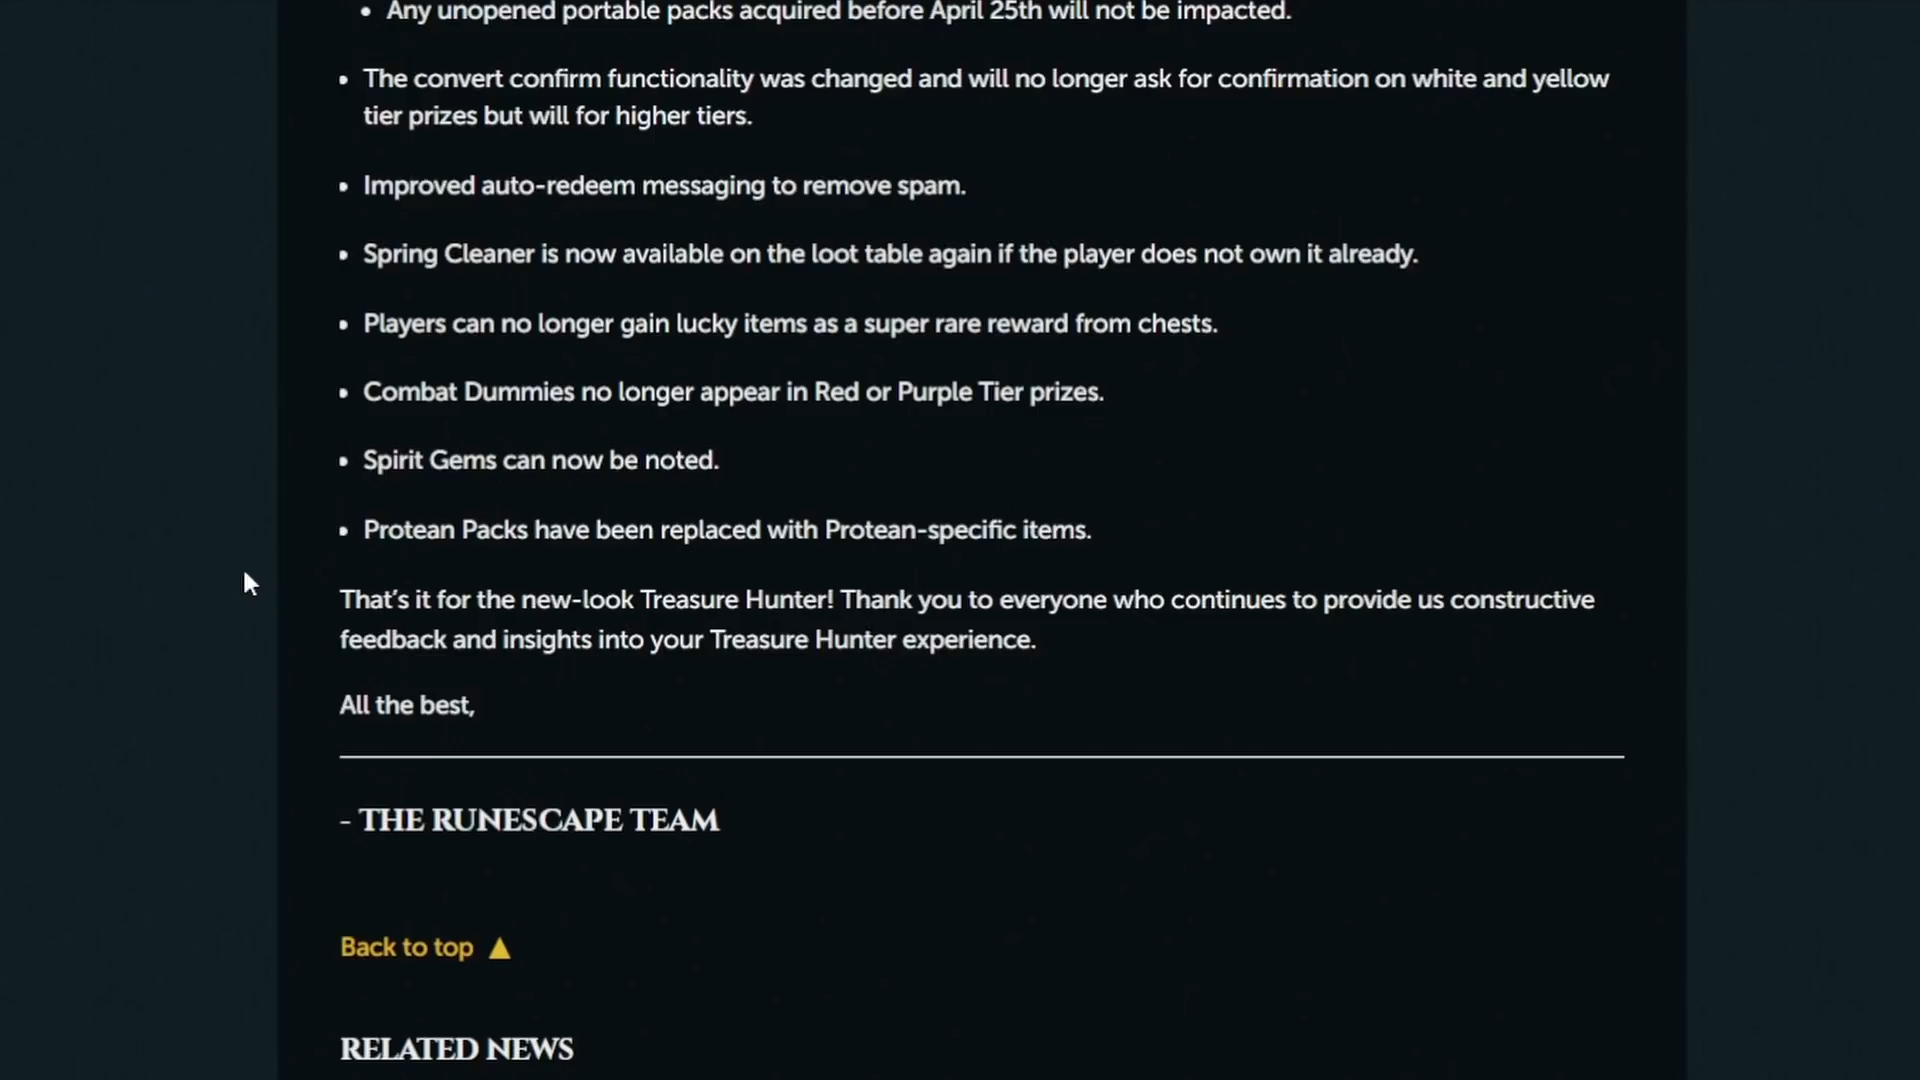 • Any unopened portable packs acquired before April 25th will not be impacted.
• The convert confirm functionality was changed and will no longer ask for confirmation on white and yellow
tier prizes but will for higher tiers.
• Improved auto-redeem messaging to remove spam.
• Spring Cleaner is now available on the loot table again if the player does not own it already.
• Players can no longer gain lucky items as a super rare reward from chests.
• Combat Dummies no longer appear in Red or Purple Tier prizes.
• Spirit Gems can now be noted.
• Protean Packs have been replaced with Protean-specific items.
That's it for the new-look Treasure Hunter! Thank you to everyone who continues to provide us constructive
feedback and insights into your Treasure Hunter experience.
All the best,
- THE RUNESCAPE TEAM
Back to top ▲
RELATED NEWS